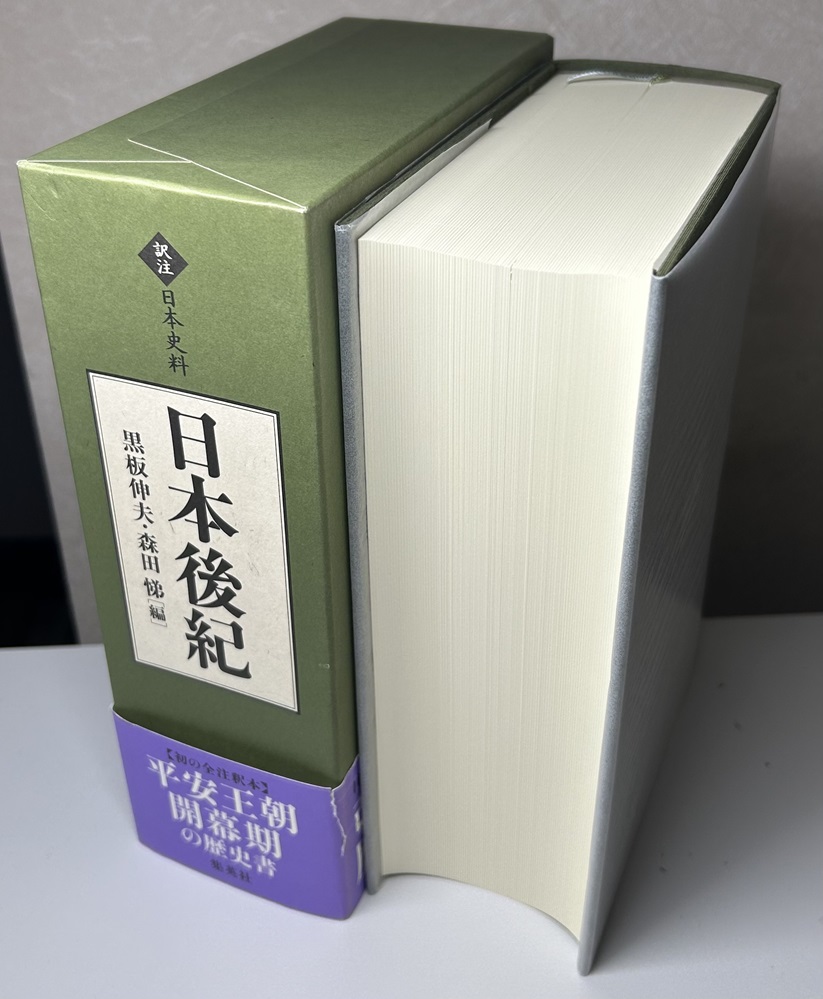 訳注
日本史料
日本後紀
黒板伸夫・森田 悌[編]
【初の全注釈本】
平安王朝
開幕期
の歴史書
集英社